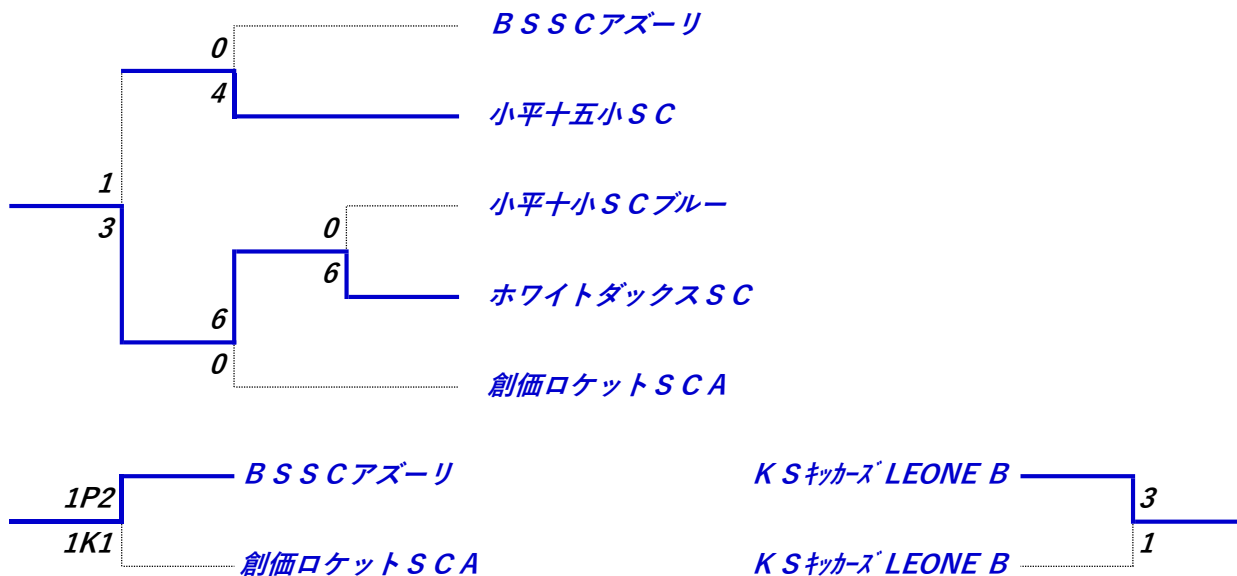 ＢＳＳＣアズーリ
0
4
小平十五小ＳＣ
1
3
小平十小ＳＣブルー
0
6
ホワイトダックスＳＣ
6
0
創価ロケットＳＣＡ
ＢＳＳＣアズーリ
1P2
1K1
創価ロケットＳＣＡ
ＫＳｷｯｶｰｽﾞLEONE B
3
1
ＫＳｷｯｶｰｽﾞLEONE B